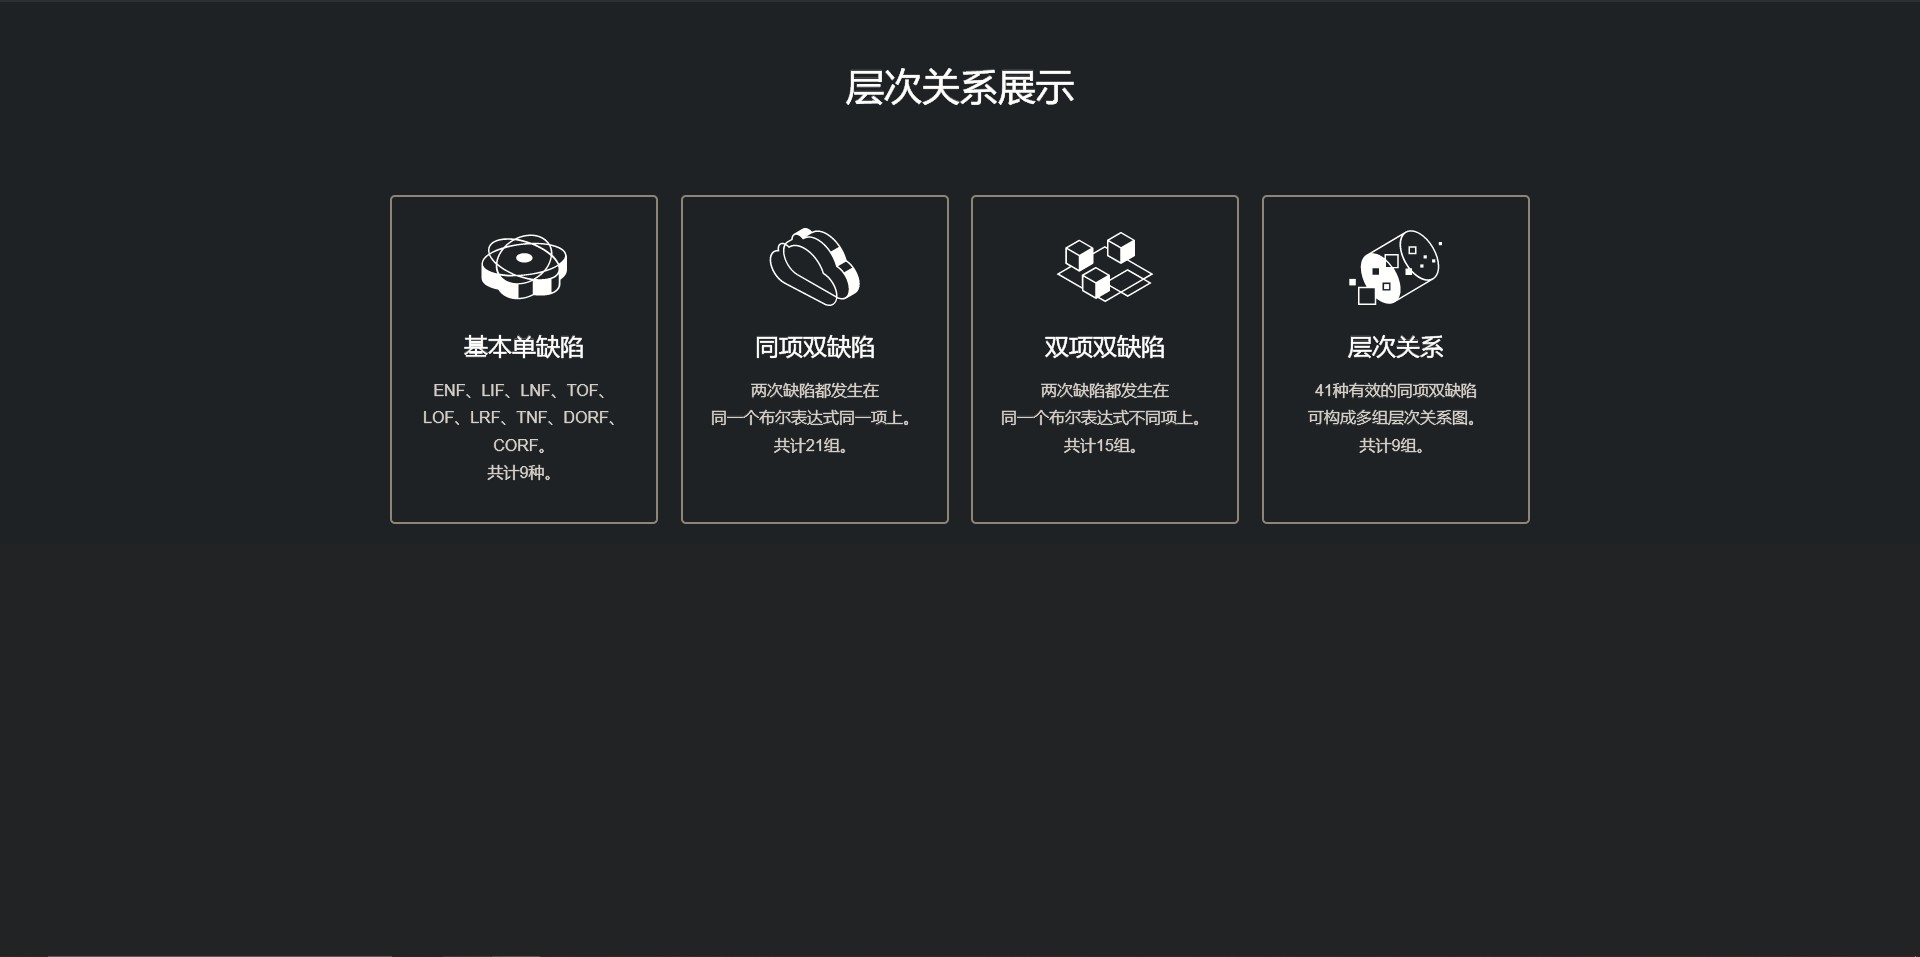 层次关系展示
基本单缺陷
ENF、LIF、LNF、TOF、
LOF、LRF、TNF、DORF、
CORF。
共计9种。
同项双缺陷
两次缺陷都发生在
同一个布尔表达式同一项上。
共计21组。
双项双缺陷
两次缺陷都发生在
同一个布尔表达式不同项上。
共计15组。
层次关系
41种有效的同项双缺陷
可构成多组层次关系图。
共计9组。